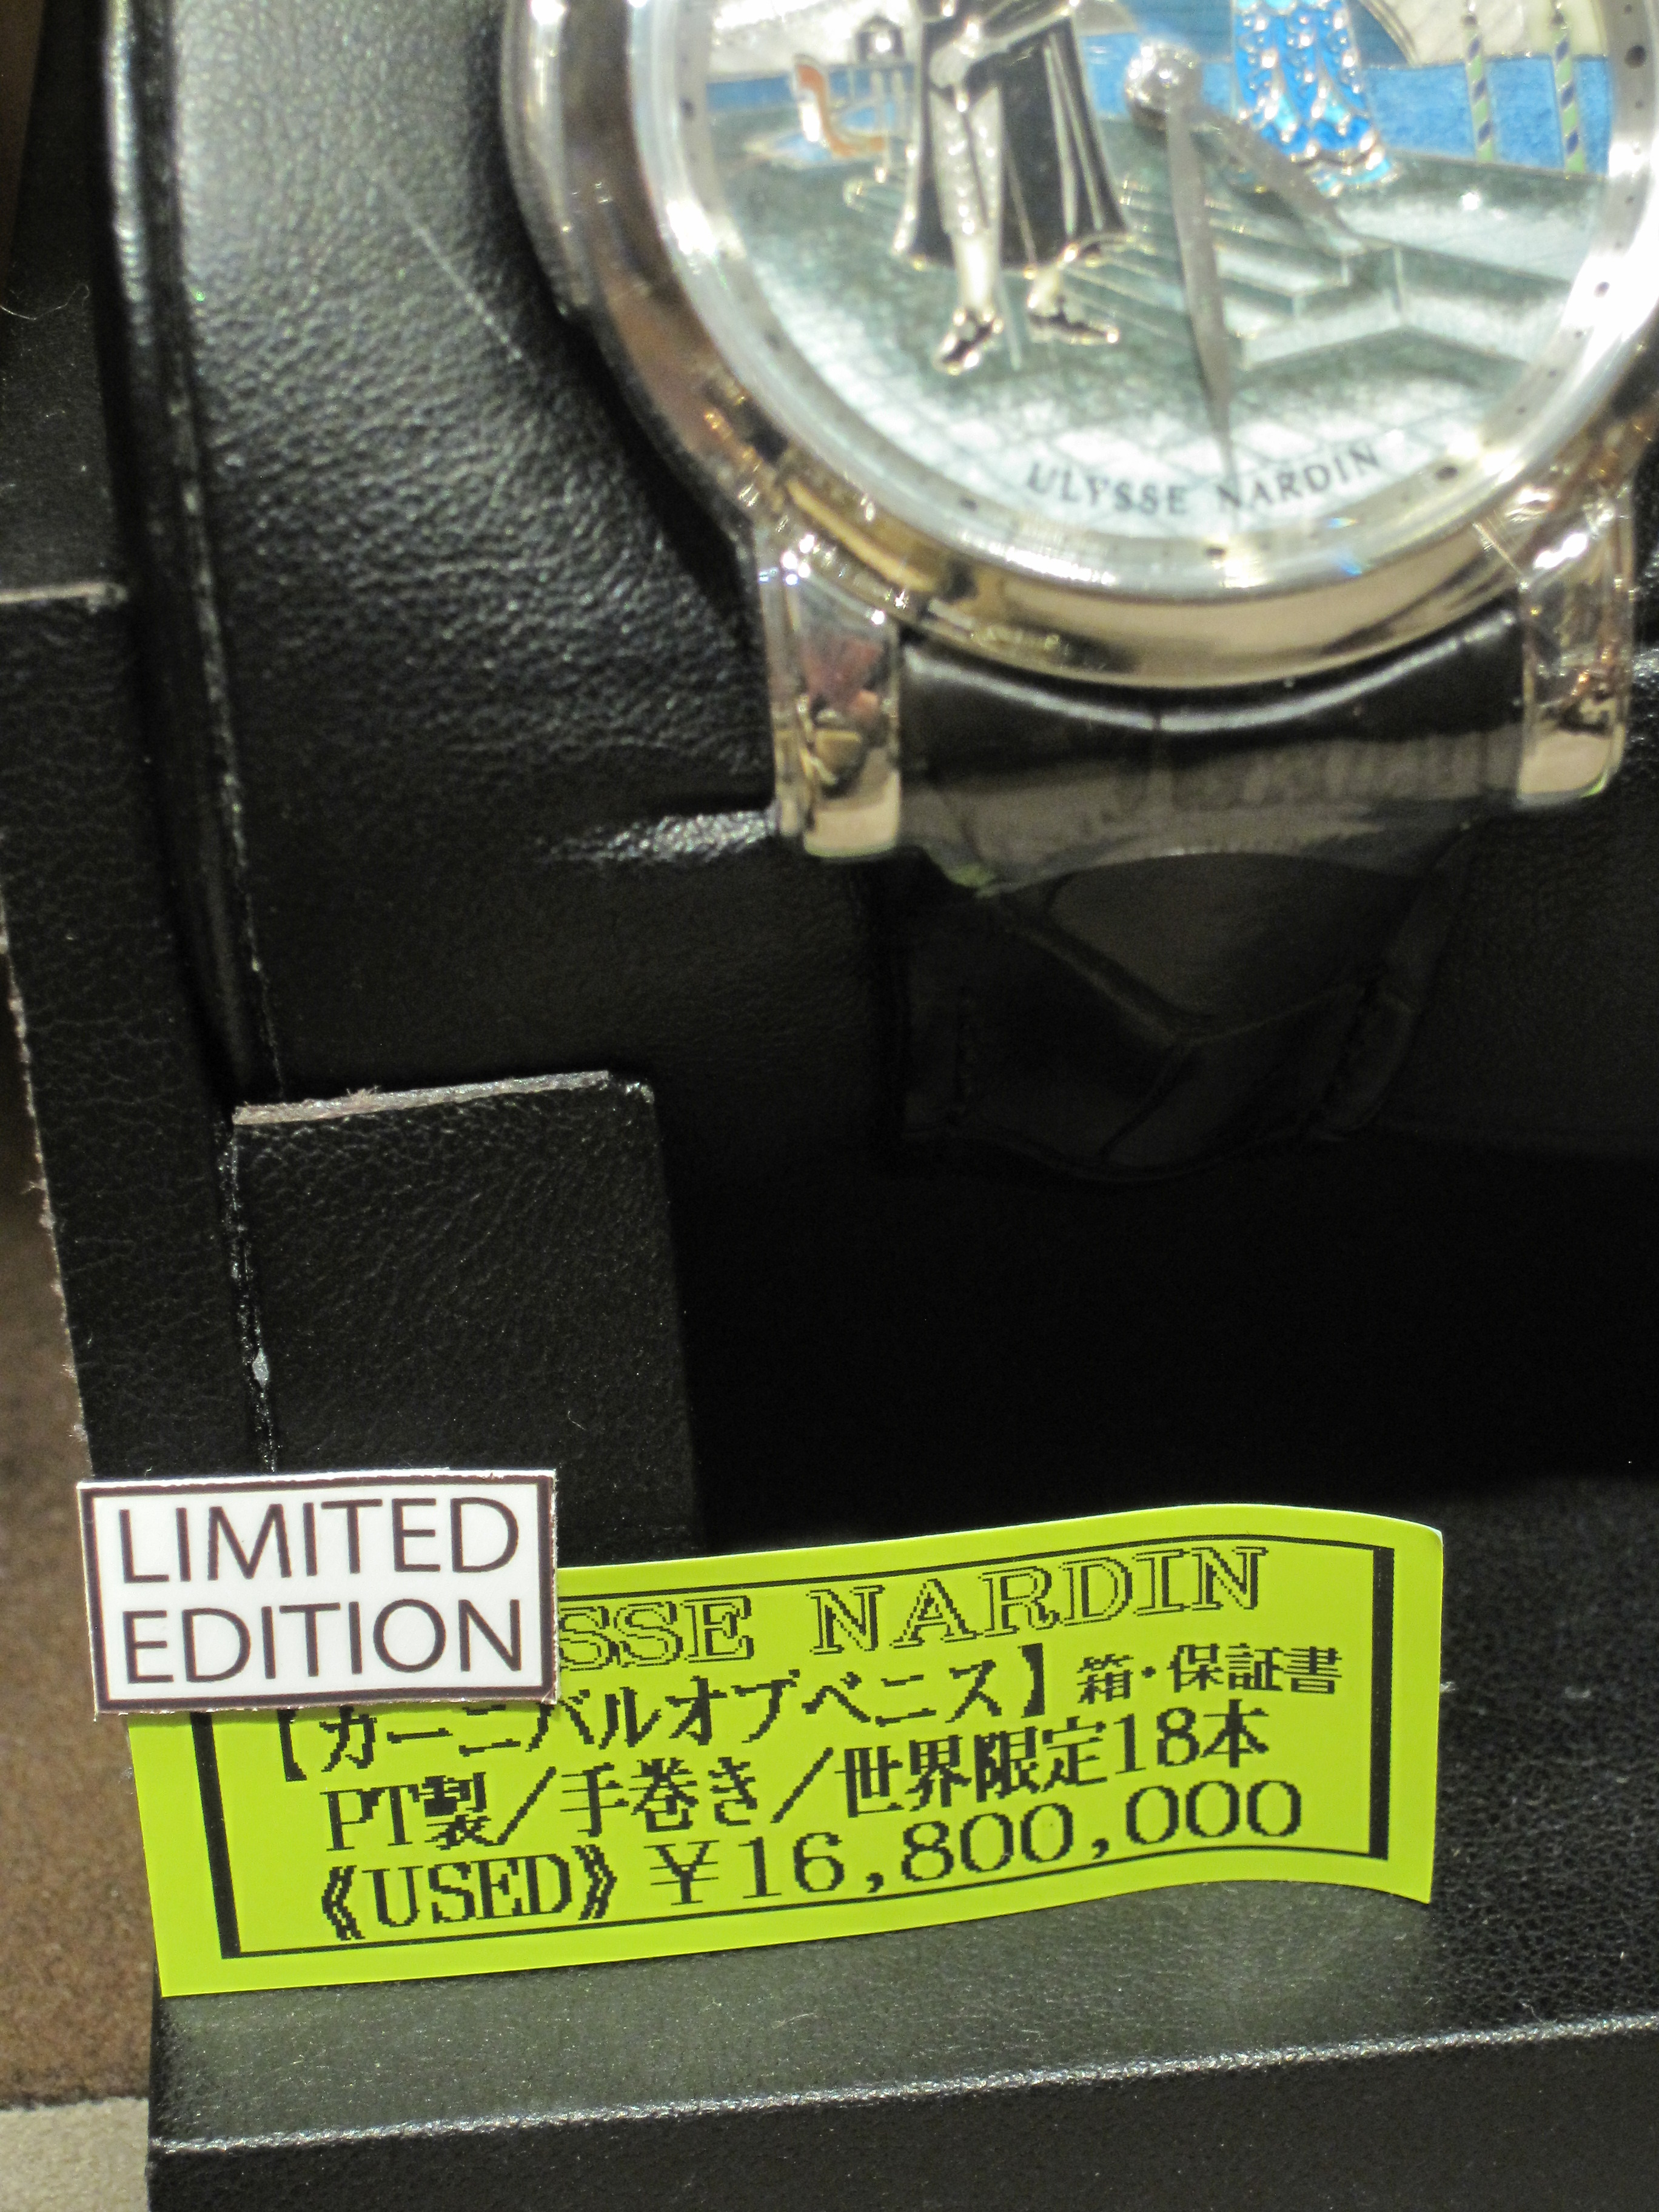 ULYSSE NARDIN
LIMITED
EDITION
SSE NARDIN
【カーニバルオブベニス】箱・保証書
PT製/手巻き/世界限定18本
《USED》¥16,800,000